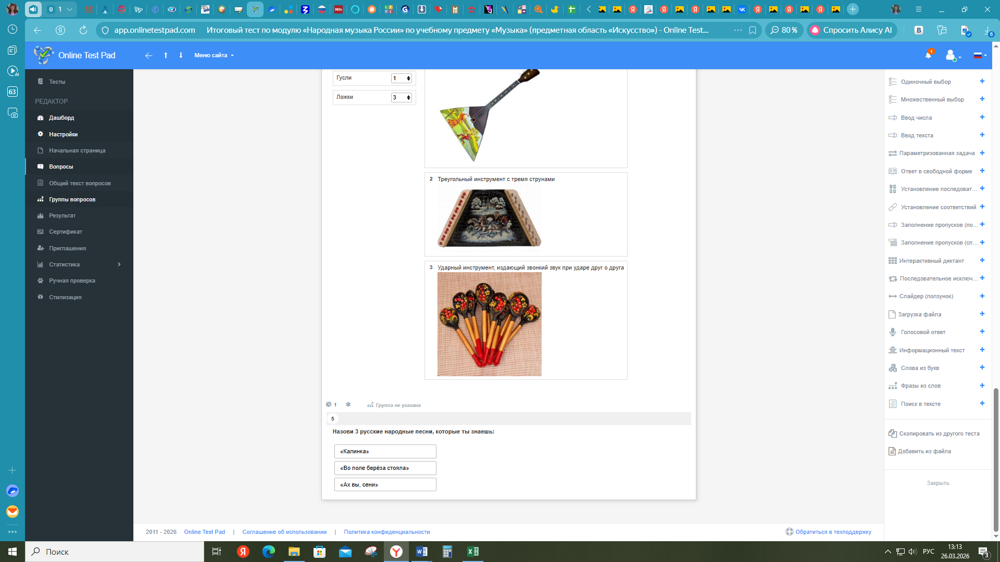 0 1
63
app.onlinetestpad.com Итоговый тест по модулю «Народная музыка России» по учебному предмету «Музыка» (предметная область «Искусство») - Online Test...
80 %
Спросить Алису AI
6
Online Test Pad
Меню сайта
1
Тесты
РЕДАКТОР
Дашборд
Настройки
Начальная страница
Вопросы
Общий текст вопросов
Группы вопросов
Результат
Сертификат
Приглашения
Статистика
Ручная проверка
Стилизация
Гусли 1
Ложки 3
2 Треугольный инструмент с тремя струнами
3 Ударный инструмент, издающий звонкий звук при ударе друг о друга
1 Группа не указана
5
Назови 3 русские народные песни, которые ты знаешь:
«Калинка»
«Во поле берёза стояла»
«Ах вы, сени»
Одиночный выбор
Множественный выбор
Ввод числа
Ввод текста
Параметризованная задача
Ответ в свободной форме
Установление последоват...
Установление соответствий
Заполнение пропусков (по...
Заполнение пропусков (сп...
Интерактивный диктант
Последовательное исключ...
Слайдер (ползунок)
Загрузка файла
Голосовой ответ
Информационный текст
Слова из букв
Фразы из слов
Поиск в тексте
Скопировать из другого теста
Добавить из файла
Закрыть
2011 - 2026 Online Test Pad | Соглашение об использовании | Политика конфиденциальности
Обратиться в техподдержку
Поиск
РУС
13:13
26.03.2026
3